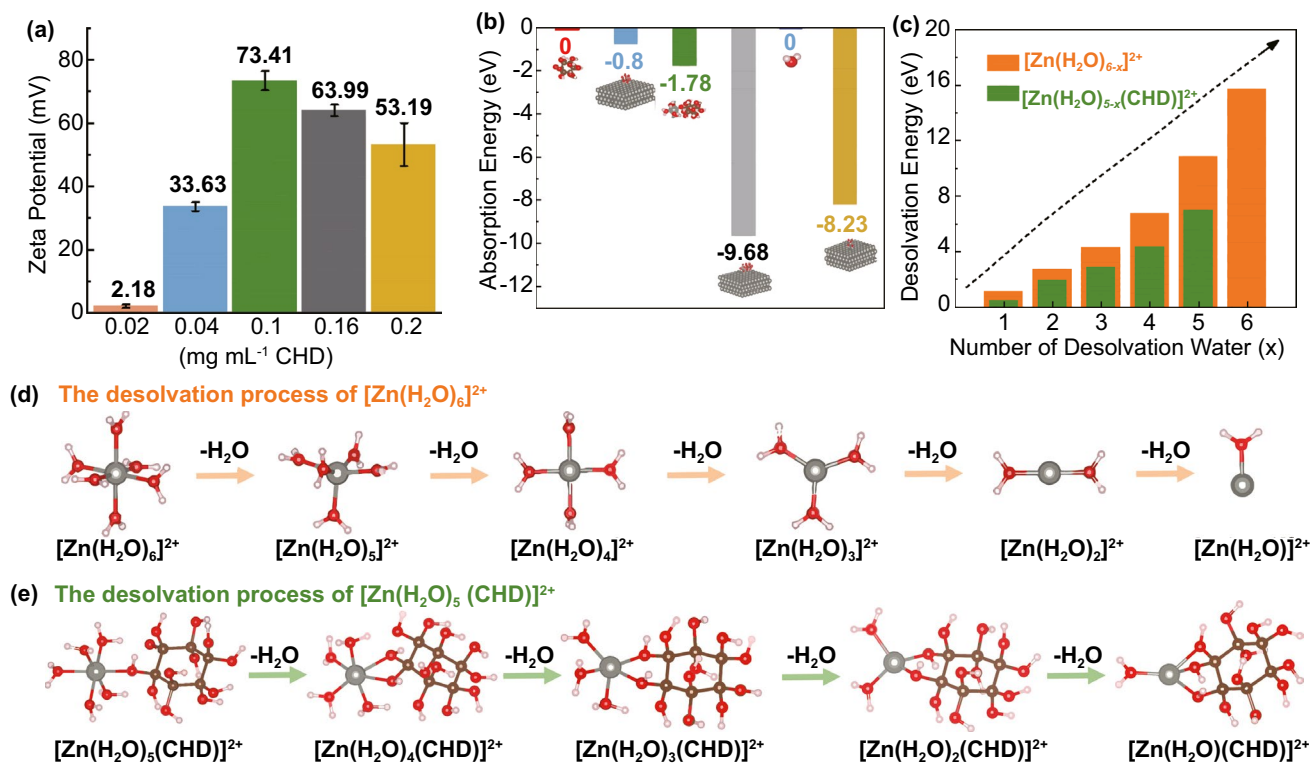 (a)
Zeta Potential (mV)
80
60
40
20
0
2.18
33.63
73.41
63.99
53.19
0.02 0.04 0.1 0.16 0.2
(mg mL⁻¹ CHD)
(b)
Absorption Energy (eV)
0
-2
-4
-6
-8
-10
-12
0
-0.8
-1.78
-9.68
0
-8.23
(c)
Desolvation Energy (eV)
20
16
12
8
4
0
[Zn(H₂O)₆₋ₓ]²⁺
[Zn(H₂O)₅₋ₓ(CHD)]²⁺
1 2 3 4 5 6
Number of Desolvation Water (x)
(d) The desolvation process of [Zn(H₂O)₆]²⁺
-H₂O -H₂O -H₂O -H₂O -H₂O
[Zn(H₂O)₆]²⁺ [Zn(H₂O)₅]²⁺ [Zn(H₂O)₄]²⁺ [Zn(H₂O)₃]²⁺ [Zn(H₂O)₂]²⁺ [Zn(H₂O)]²⁺
(e) The desolvation process of [Zn(H₂O)₅ (CHD)]²⁺
-H₂O -H₂O -H₂O -H₂O
[Zn(H₂O)₅(CHD)]²⁺ [Zn(H₂O)₄(CHD)]²⁺ [Zn(H₂O)₃(CHD)]²⁺ [Zn(H₂O)₂(CHD)]²⁺ [Zn(H₂O)(CHD)]²⁺